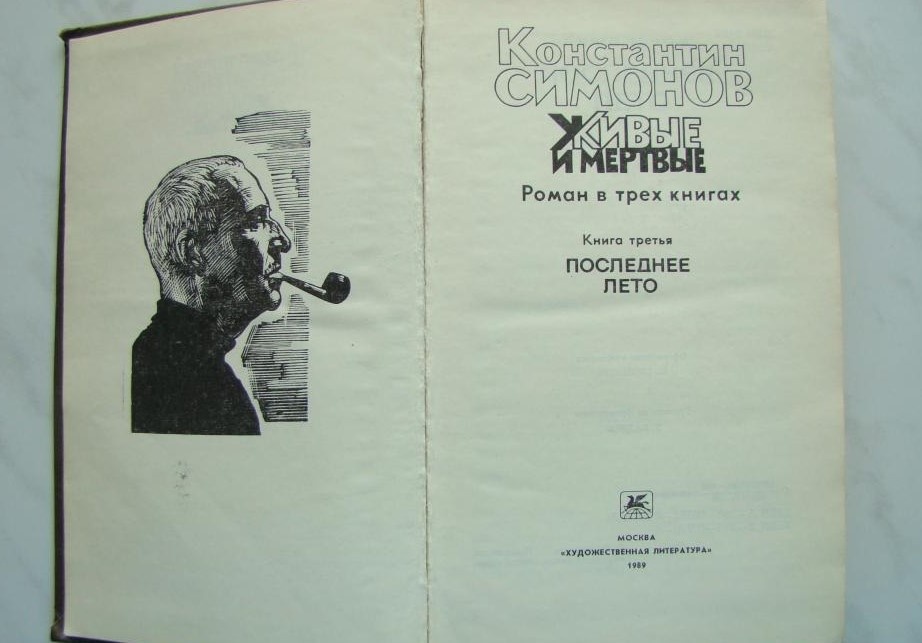 Константин
СИМОНОВ
ЖИВЫЕ
И МЕРТВЫЕ
Роман в трех книгах
Книга третья
ПОСЛЕДНЕЕ
ЛЕТО
МОСКВА
«ХУДОЖЕСТВЕННАЯ ЛИТЕРАТУРА»
1989